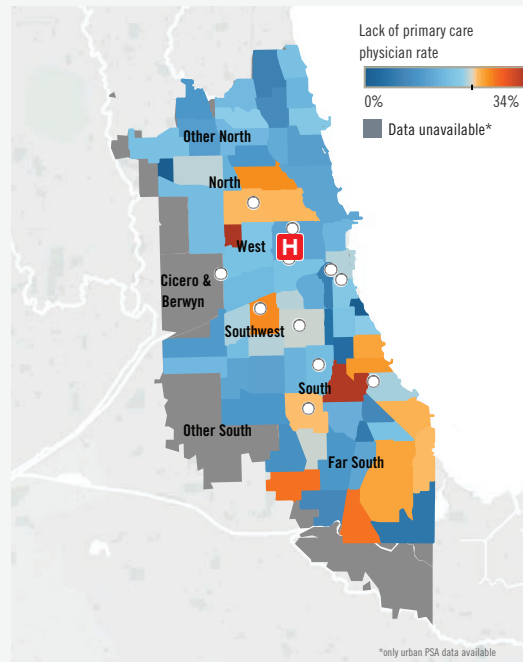 Lack of primary care
physician rate
0% 34%
Data unavailable*
Other North
North
West
H
Cicero &
Berwyn
Southwest
South
Other South
Far South
*only urban PSA data available